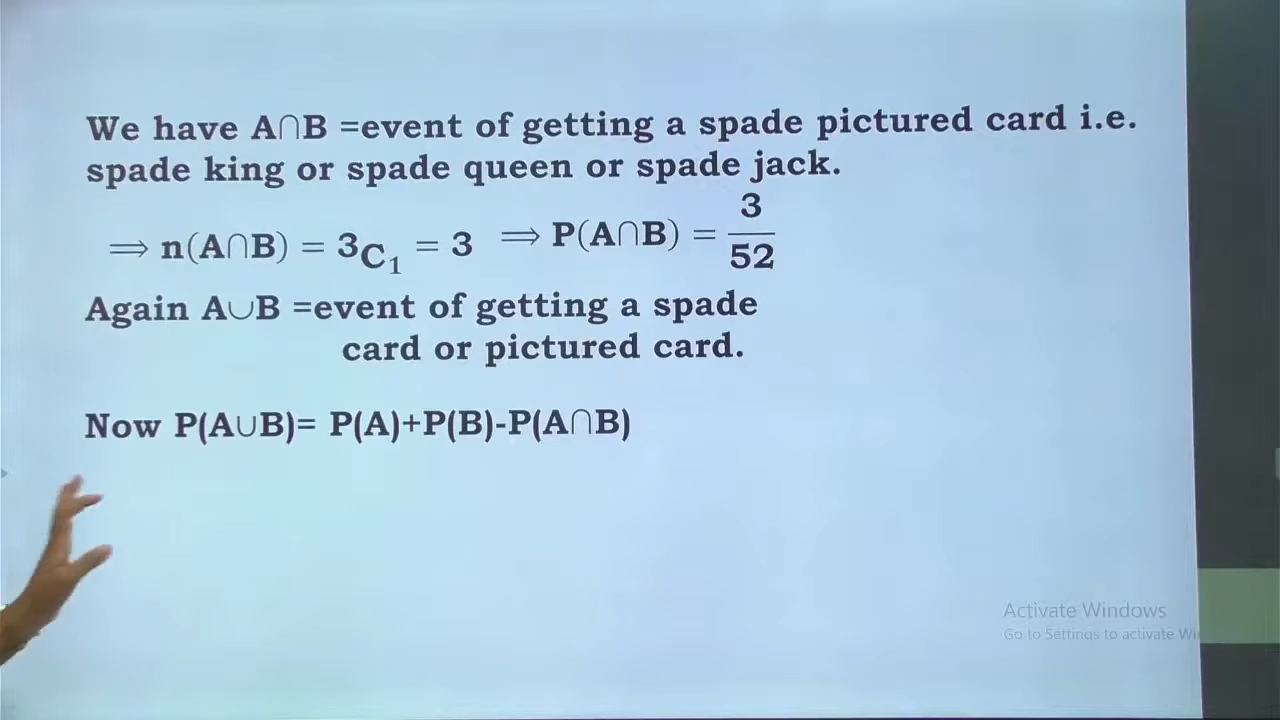 We have A∩B =event of getting a spade pictured card i.e.
spade king or spade queen or spade jack.
⟹ n(A∩B) = 3C₁ = 3 ⟹ P(A∩B) = 3/52
Again A∪B =event of getting a spade
card or pictured card.
Now P(A∪B)= P(A)+P(B)-P(A∩B)
Activate Windows
Go to Settings to activate Wi